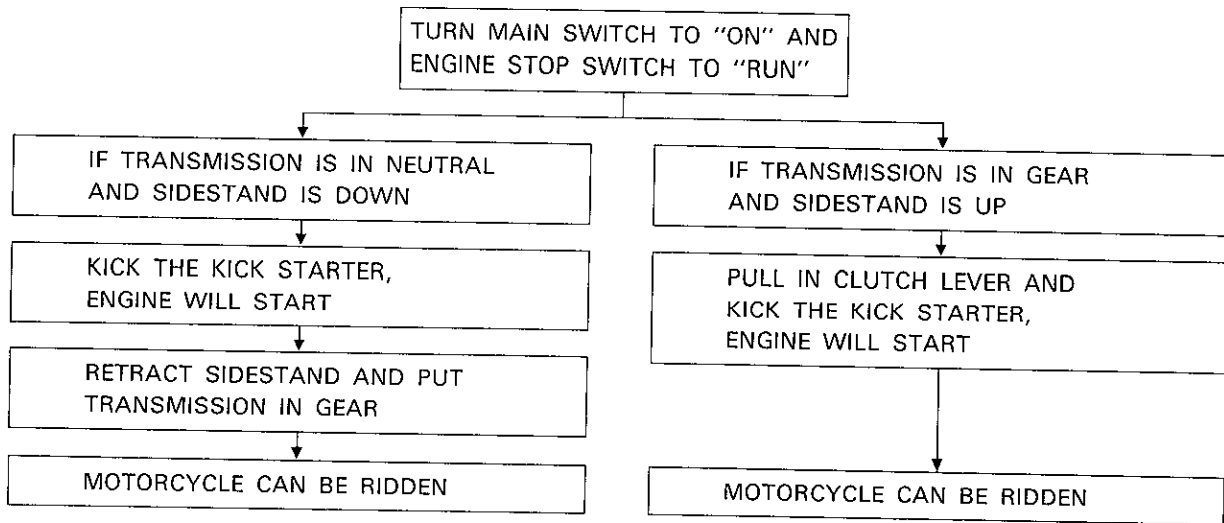 TURN MAIN SWITCH TO "ON" AND
ENGINE STOP SWITCH TO "RUN"
IF TRANSMISSION IS IN NEUTRAL
AND SIDESTAND IS DOWN
KICK THE KICK STARTER,
ENGINE WILL START
RETRACT SIDESTAND AND PUT
TRANSMISSION IN GEAR
MOTORCYCLE CAN BE RIDDEN
IF TRANSMISSION IS IN GEAR
AND SIDESTAND IS UP
PULL IN CLUTCH LEVER AND
KICK THE KICK STARTER,
ENGINE WILL START
MOTORCYCLE CAN BE RIDDEN